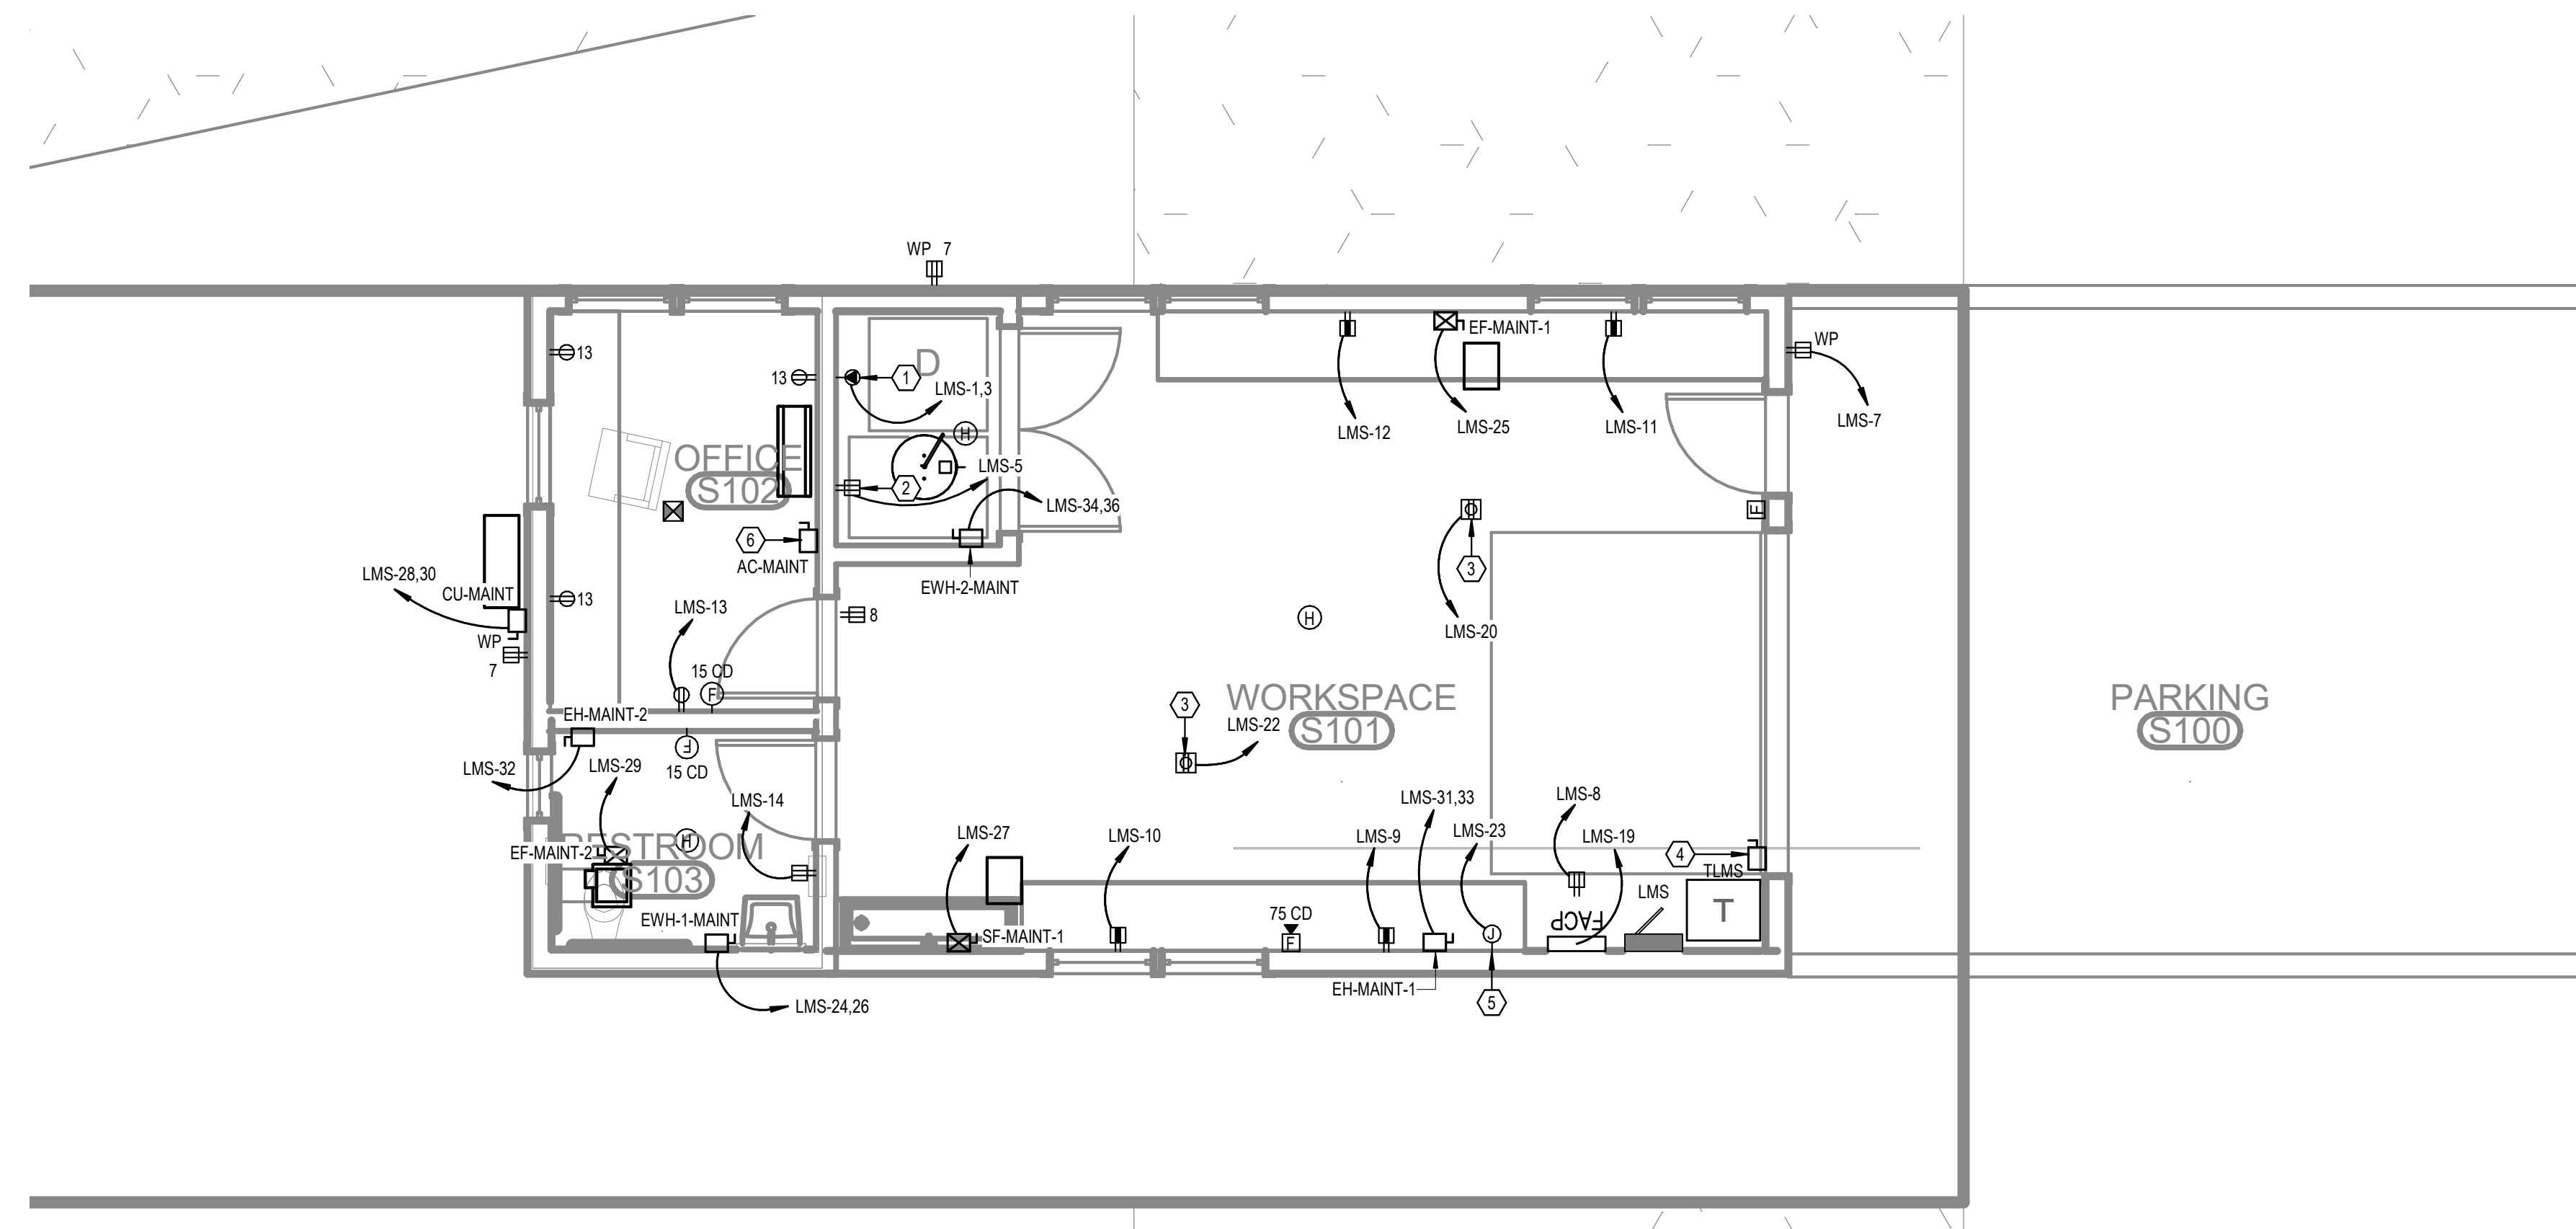 WP 7
13
D
13
1
LMS-1,3
EF-MAINT-1
WP
LMS-12
LMS-25
LMS-11
LMS-7
H
OFFICE
S102
LMS-5
2
LMS-34,36
F
6
AC-MAINT
3
LMS-28,30
CU-MAINT
EWH-2-MAINT
13
LMS-13
8
H
LMS-20
WP
7
15 CD
F
WORKSPACE
S101
PARKING
S100
3
LMS-22
EH-MAINT-2
F
15 CD
LMS-32
LMS-29
LMS-14
LMS-31,33
LMS-8
LMS-27
LMS-10
LMS-9
LMS-23
LMS-19
H
RESTROOM
S103
EF-MAINT-2
4
TLMS
LMS
T
EWH-1-MAINT
SF-MAINT-1
75 CD
F
J
FACP
EH-MAINT-1
5
LMS-24,26